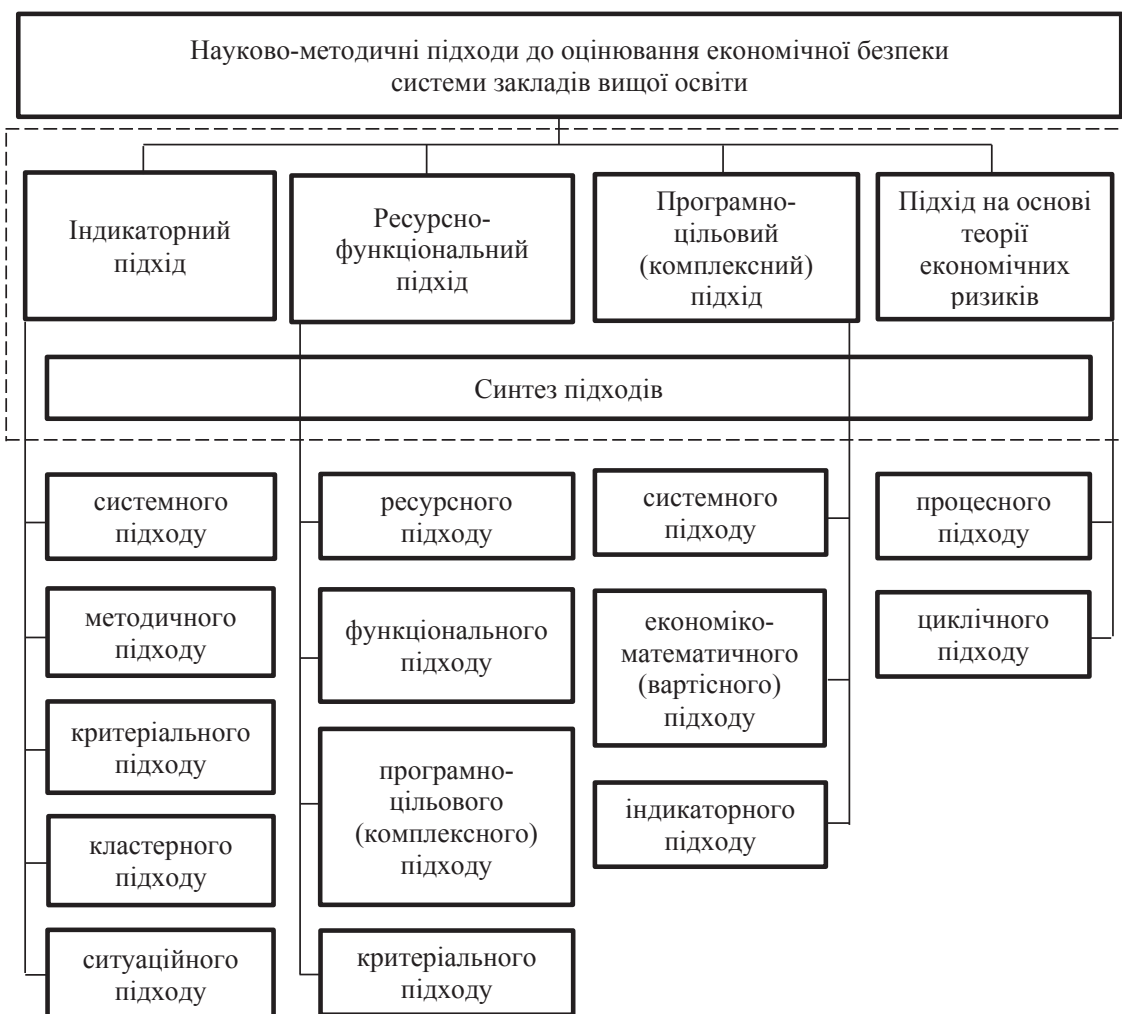 Науково-методичні підходи до оцінювання економічної безпеки
системи закладів вищої освіти
Індикаторний
підхід
Ресурсно-
функціональний
підхід
Програмно-
цільовий
(комплексний)
підхід
Підхід на основі
теорії
економічних
ризиків
Синтез підходів
системного
підходу
методичного
підходу
критеріального
підходу
кластерного
підходу
ситуаційного
підходу
ресурсного
підходу
функціонального
підходу
програмно-
цільового
(комплексного)
підходу
критеріального
підходу
системного
підходу
економіко-
математичного
(вартісного)
підходу
індикаторного
підходу
процесного
підходу
циклічного
підходу